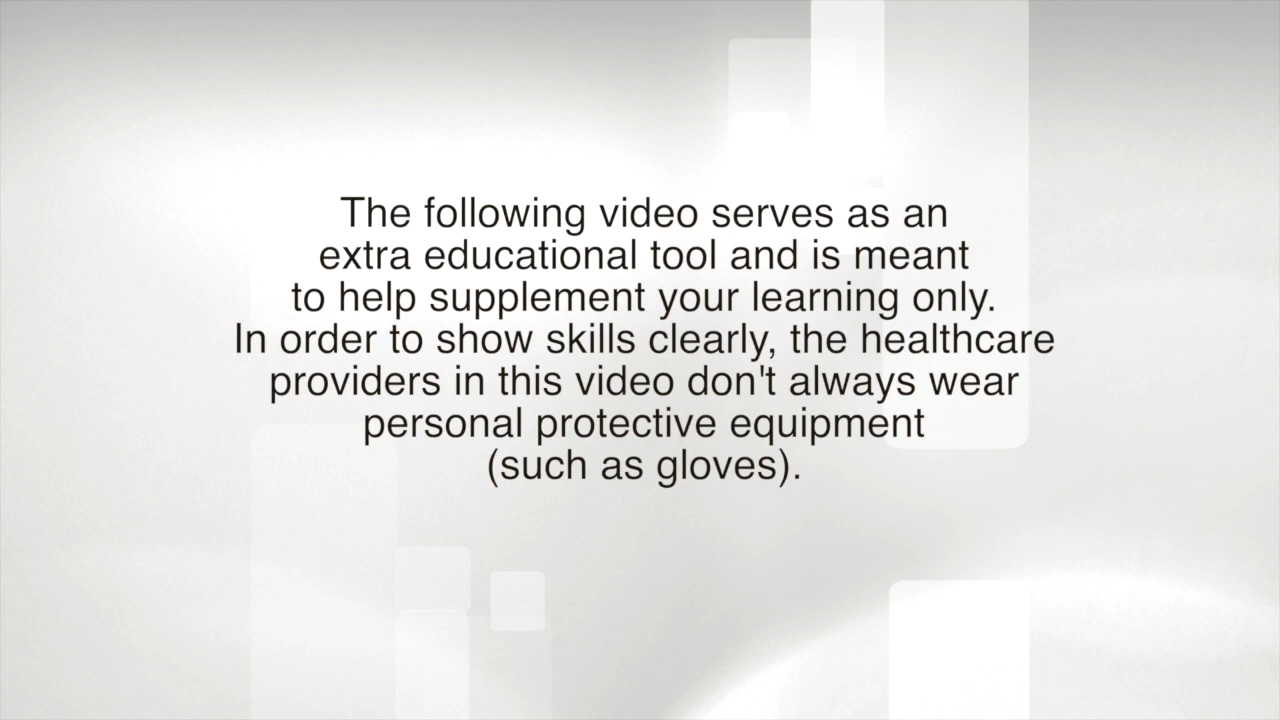 The following video serves as an
extra educational tool and is meant
to help supplement your learning only.
In order to show skills clearly, the healthcare
providers in this video don't always wear
personal protective equipment
(such as gloves).